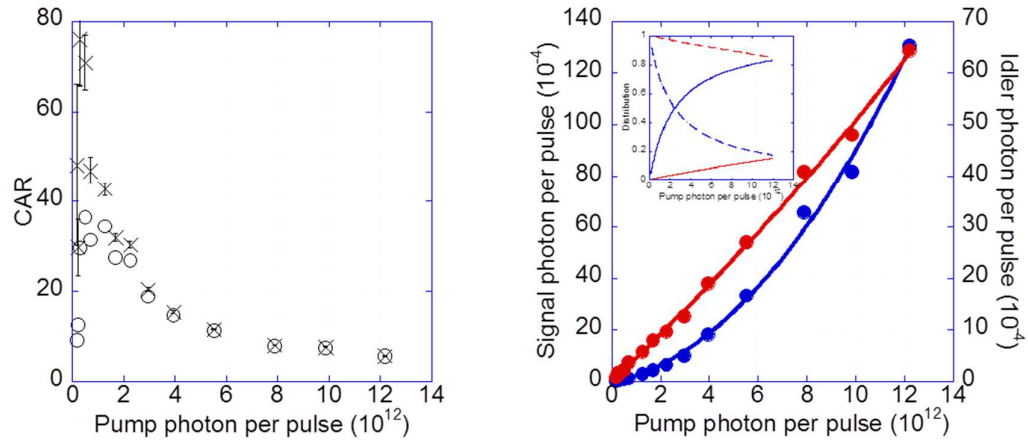 80
60
40
20
0
CAR
0 2 4 6 8 10 12 14
Pump photon per pulse (10¹²)
140
120
100
80
60
40
20
0
Signal photon per pulse (10⁻⁴)
70
60
50
40
30
20
10
0
Idler photon per
pulse (10⁻⁴)
0 2 4 6 8 10 12 14
Pump photon per pulse (10¹²)
1
0.8
0.6
0.4
0.2
0
Distribution
0 2 4 6 8 10 12 14
Pump photon per pulse (10¹²)